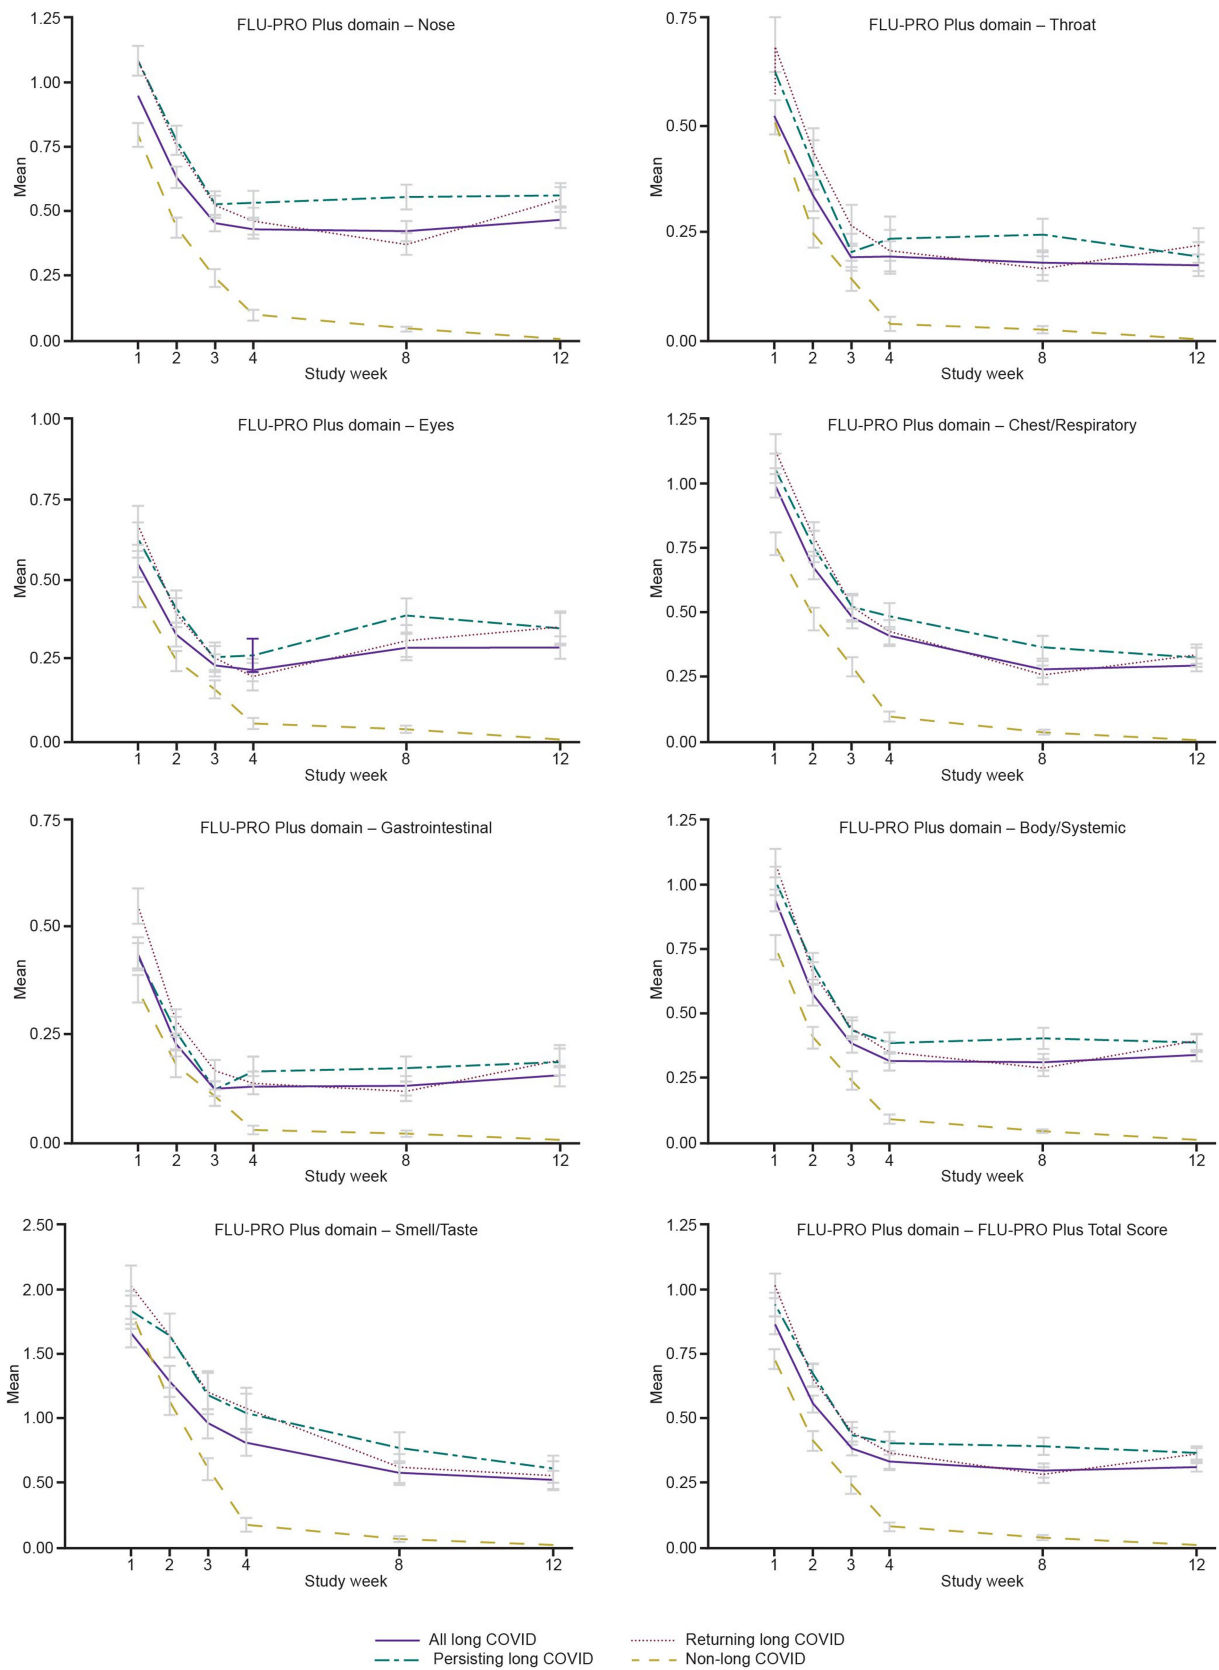 FLU-PRO Plus domain – Nose
1.25
1.00
0.75
0.50
0.25
0.00
Mean
1 2 3 4 8 12
Study week
FLU-PRO Plus domain – Throat
0.75
0.50
0.25
0.00
Mean
1 2 3 4 8 12
Study week
FLU-PRO Plus domain – Eyes
1.00
0.75
0.50
0.25
0.00
Mean
1 2 3 4 8 12
Study week
FLU-PRO Plus domain – Chest/Respiratory
1.25
1.00
0.75
0.50
0.25
0.00
Mean
1 2 3 4 8 12
Study week
FLU-PRO Plus domain – Gastrointestinal
0.75
0.50
0.25
0.00
Mean
1 2 3 4 8 12
Study week
FLU-PRO Plus domain – Body/Systemic
1.25
1.00
0.75
0.50
0.25
0.00
Mean
1 2 3 4 8 12
Study week
FLU-PRO Plus domain – Smell/Taste
2.50
2.00
1.50
1.00
0.50
0.00
Mean
1 2 3 4 8 12
Study week
FLU-PRO Plus domain – FLU-PRO Plus Total Score
1.25
1.00
0.75
0.50
0.25
0.00
Mean
1 2 3 4 8 12
Study week
All long COVID
Returning long COVID
Persisting long COVID
Non-long COVID